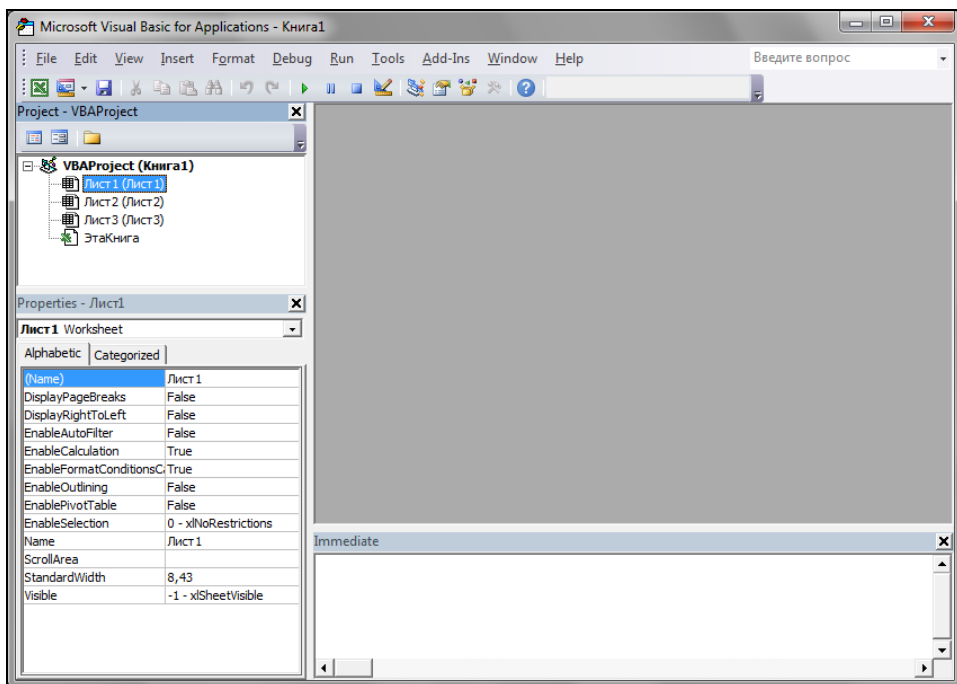 Microsoft Visual Basic for Applications - Книга1
File Edit View Insert Format Debug Run Tools Add-Ins Window Help Введите вопрос
Project - VBAProject
VBAProject (Книга1)
Лист1 (Лист1)
Лист2 (Лист2)
Лист3 (Лист3)
ЭтаКнига
Properties - Лист1
Лист1 Worksheet
Alphabetic Categorized
(Name) Лист1
DisplayPageBreaks False
DisplayRightToLeft False
EnableAutoFilter False
EnableCalculation True
EnableFormatConditionsCa True
EnableOutlining False
EnablePivotTable False
EnableSelection 0 - xlNoRestrictions
Name Лист1
ScrollArea
StandardWidth 8,43
Visible -1 - xlSheetVisible
Immediate